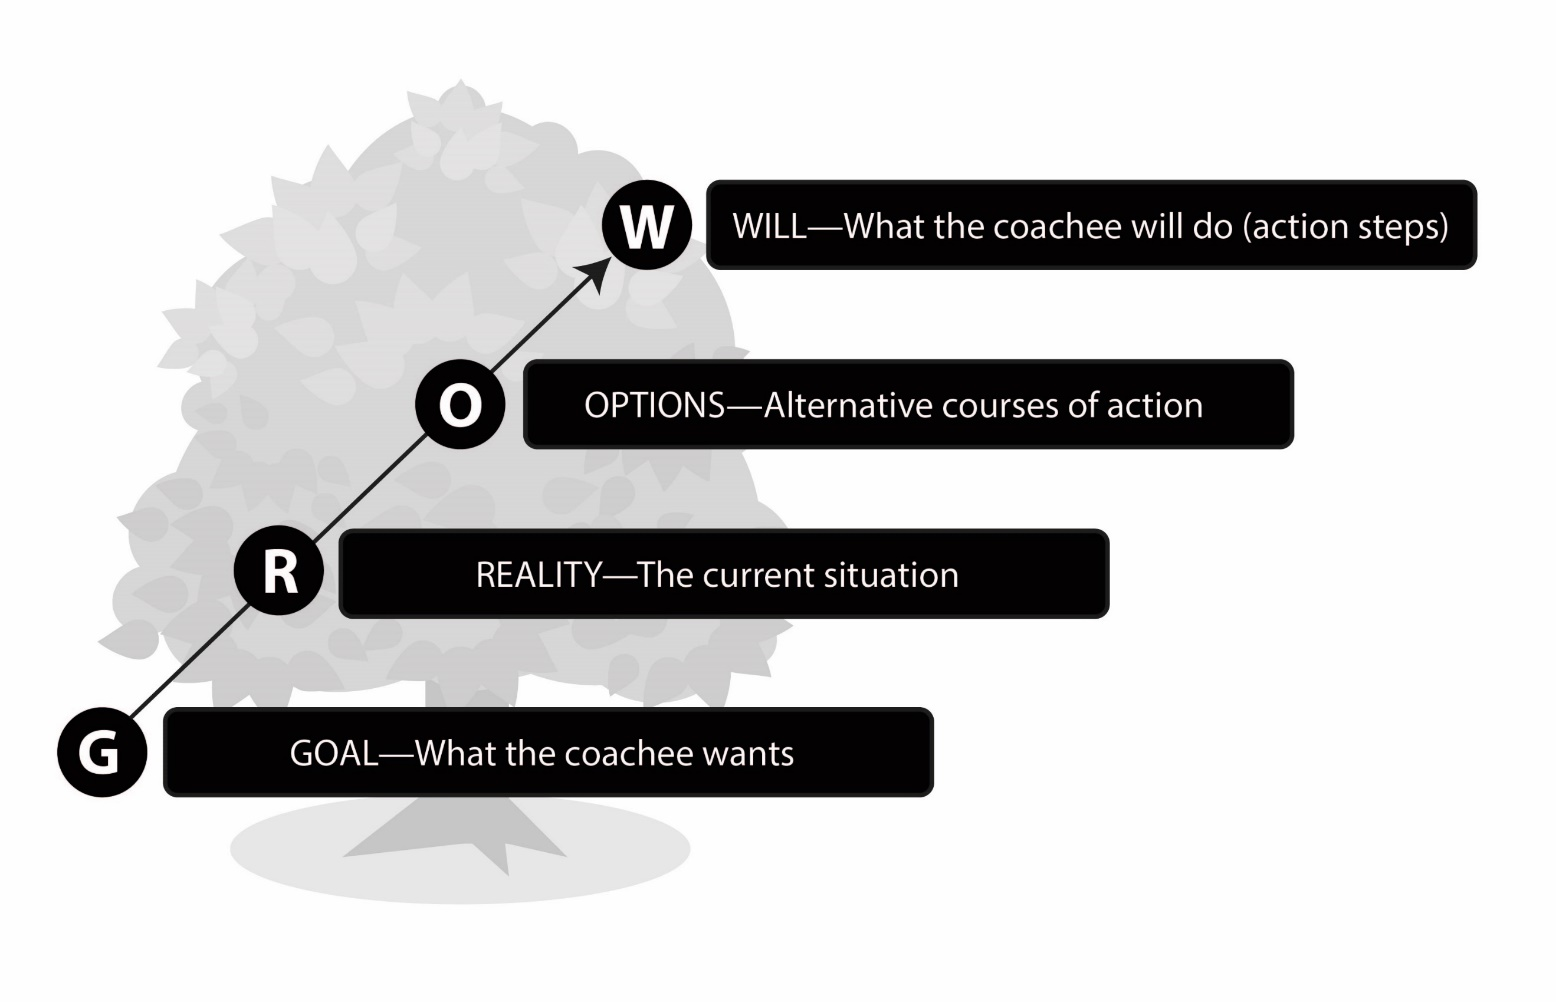 W WILL—What the coachee will do (action steps)
O OPTIONS—Alternative courses of action
R REALITY—The current situation
G GOAL—What the coachee wants